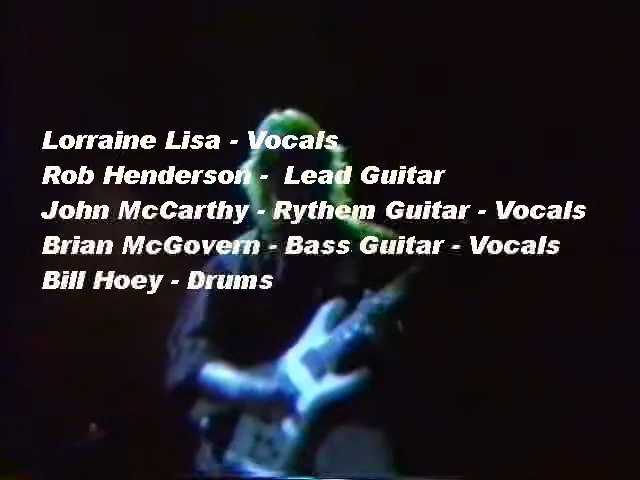 Lorraine Lisa - Vocals
Rob Henderson - Lead Guitar
John McCarthy - Rythem Guitar - Vocals
Brian McGovern - Bass Guitar - Vocals
Bill Hoey - Drums